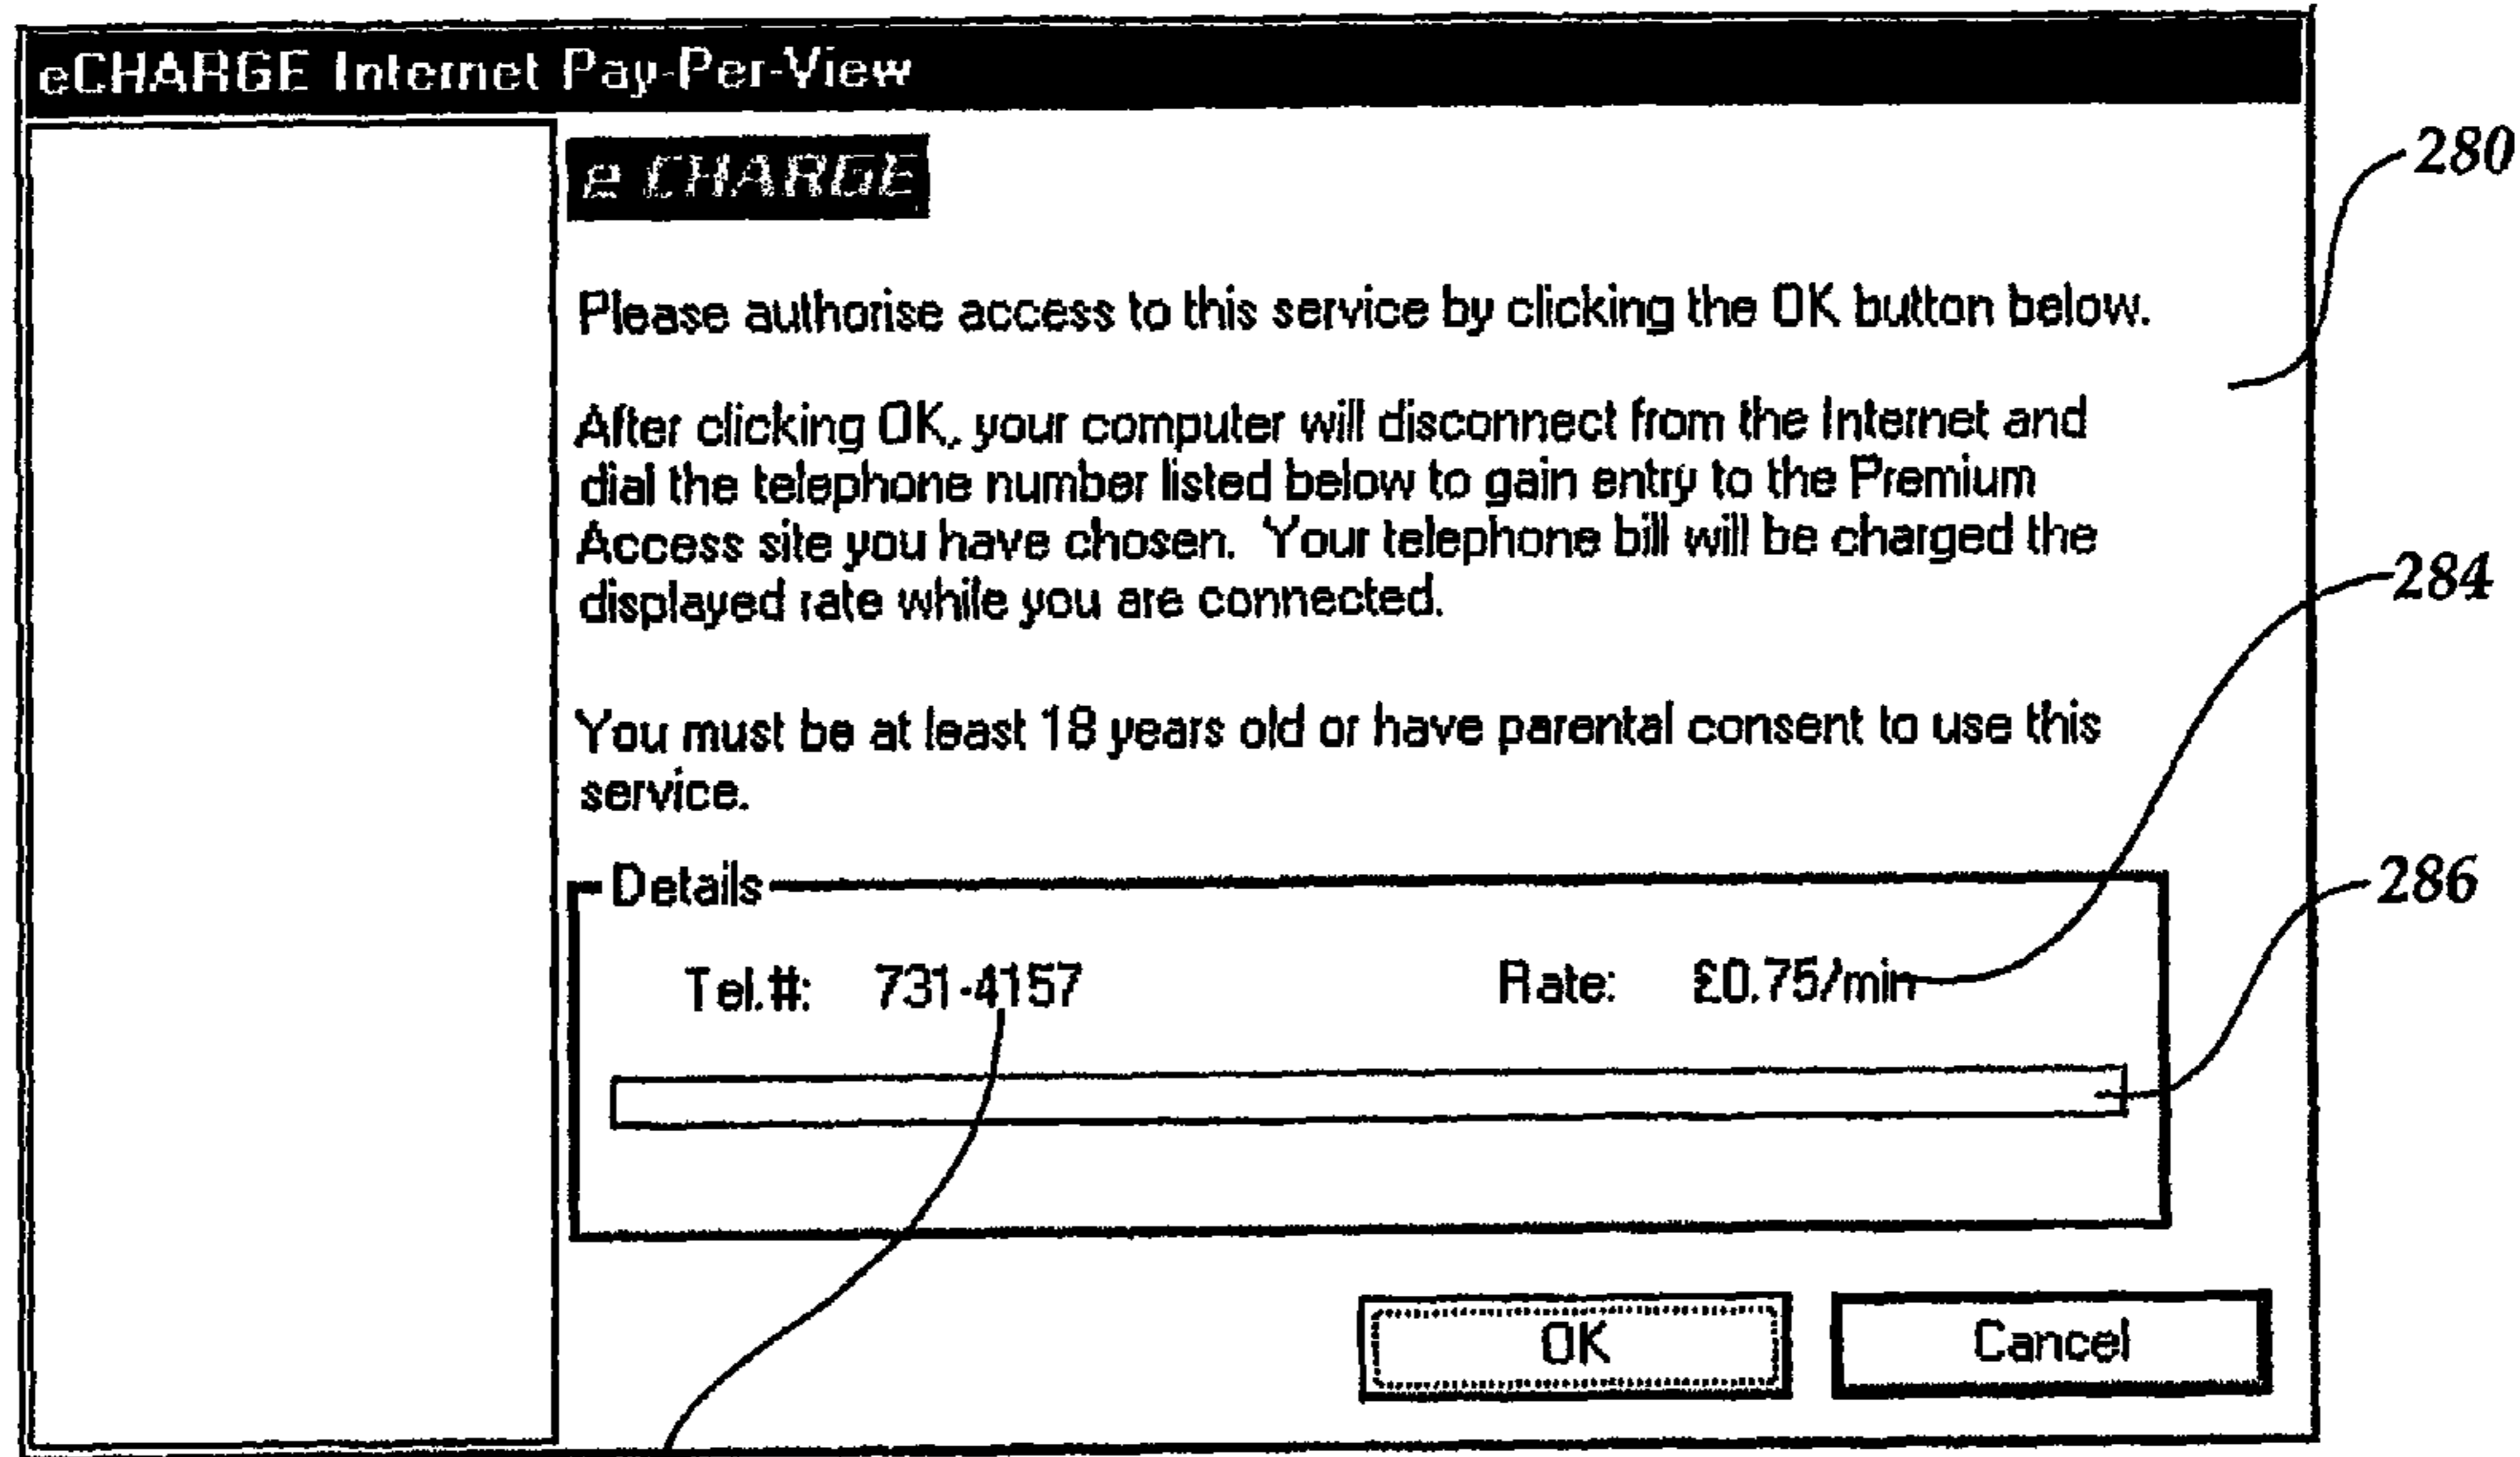 eCHARGE Internet Pay-Per-View
e CHARGE
280
Please authorise access to this service by clicking the OK button below.
After clicking OK, your computer will disconnect from the Internet and
dial the telephone number listed below to gain entry to the Premium
Access site you have chosen. Your telephone bill will be charged the
displayed rate while you are connected.
284
You must be at least 18 years old or have parental consent to use this
service.
Details
286
Tel.#: 731-4157 Rate: £0.75/min
OK Cancel